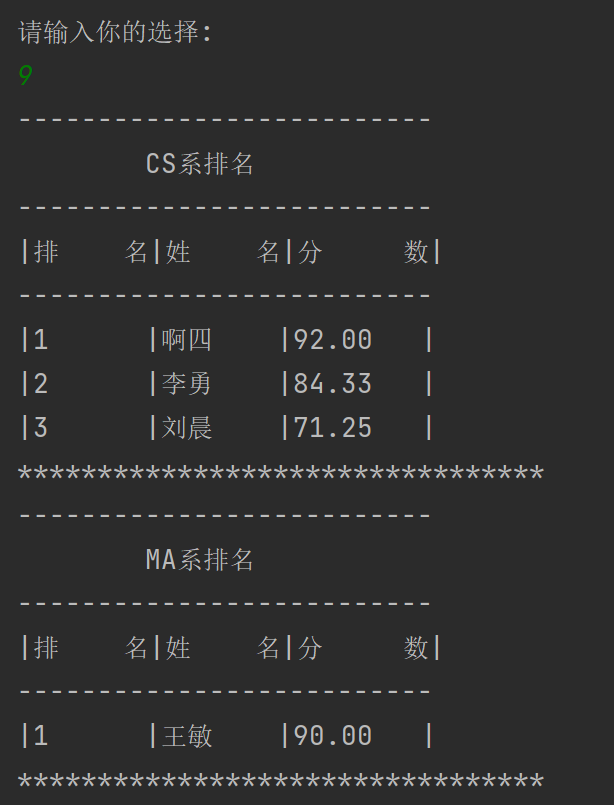 请输入你的选择:
9
--------------------------
        CS系排名
--------------------------
|排    名|姓    名|分     数|
--------------------------
|1      |啊四    |92.00   |
|2      |李勇    |84.33   |
|3      |刘晨    |71.25   |
*********************************
--------------------------
        MA系排名
--------------------------
|排    名|姓    名|分     数|
--------------------------
|1      |王敏    |90.00   |
*********************************